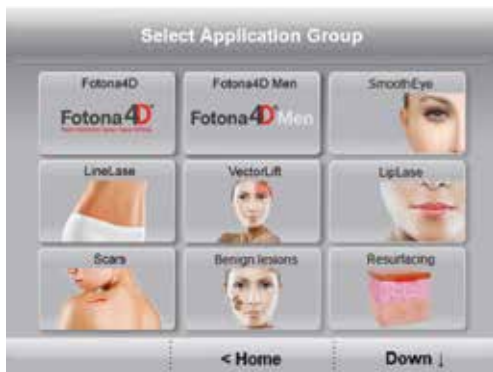 Select Application Group
Fotona4D
Fotona4D Men
SmoothEye
Fotona4D®
Fotona4D® Men
LineLase
VectorLift
LipLase
Scars
Benign lesions
Resurfacing
< Home
Down ↓